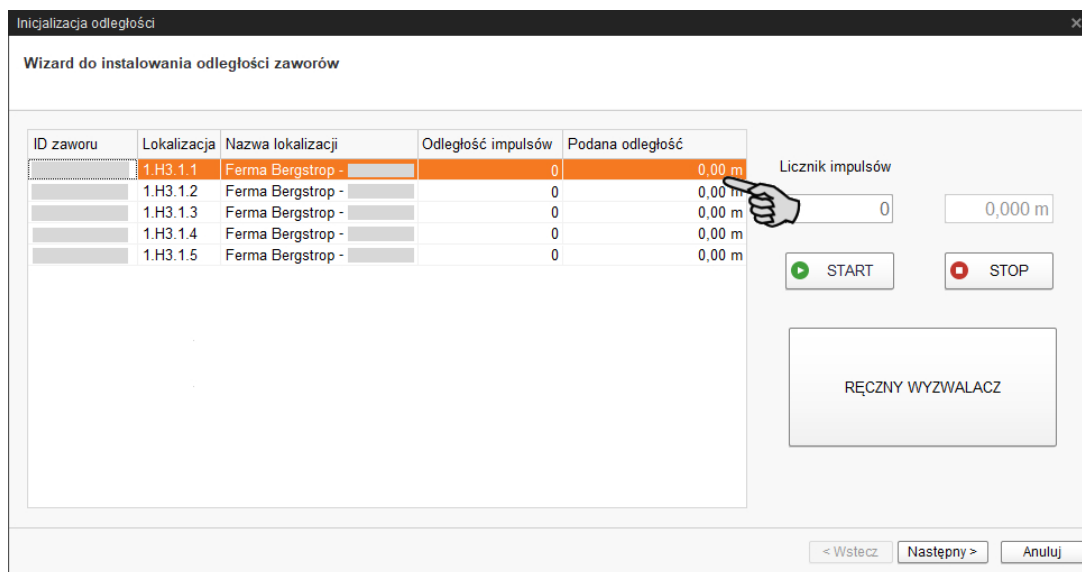 Inicjalizacja odległości
Wizard do instalowania odległości zaworów
ID zaworu Lokalizacja Nazwa lokalizacji Odległość impulsów Podana odległość
1.H3.1.1 Ferma Bergstrop - 0 0,00 m
1.H3.1.2 Ferma Bergstrop - 0 0,00 m
1.H3.1.3 Ferma Bergstrop - 0 0,00 m
1.H3.1.4 Ferma Bergstrop - 0 0,00 m
1.H3.1.5 Ferma Bergstrop - 0 0,00 m
Licznik impulsów
0 0,000 m
START STOP
RĘCZNY WYZWALACZ
< Wstecz Następny > Anuluj